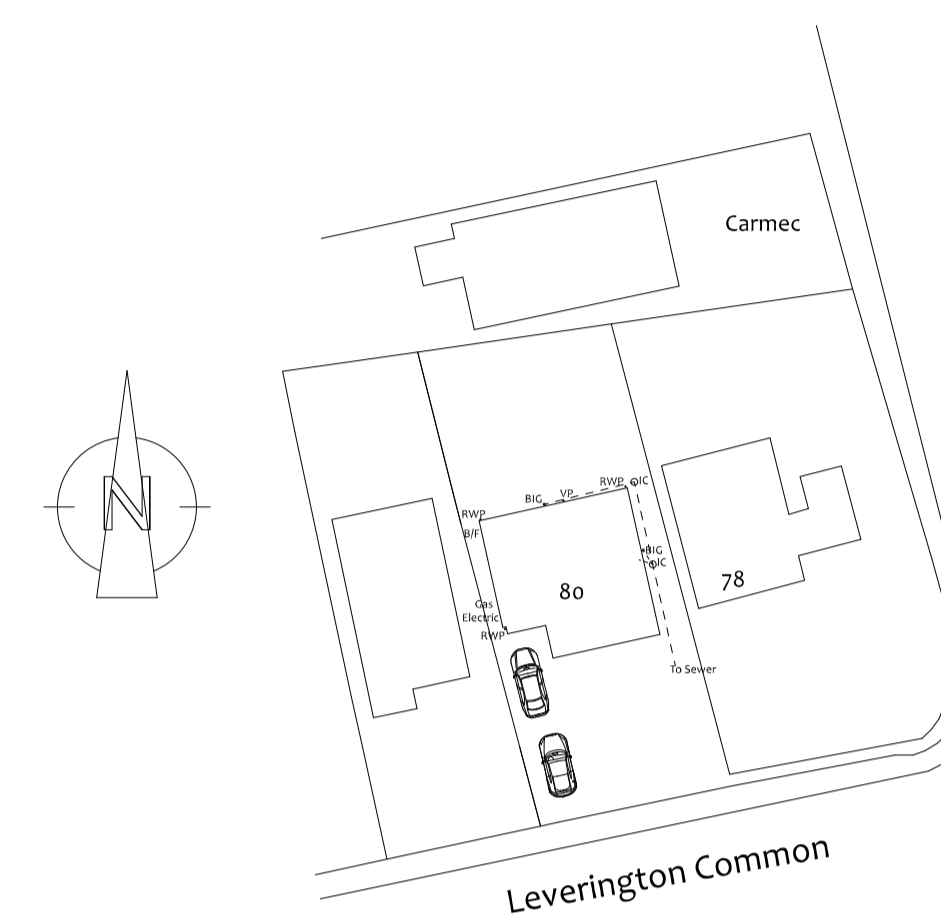 Carmec
N
RWP
IC
VP
BIG
RWP
B/F
BIG
IC
80
78
Gas
Electric
RWP
To Sewer
Leverington Common